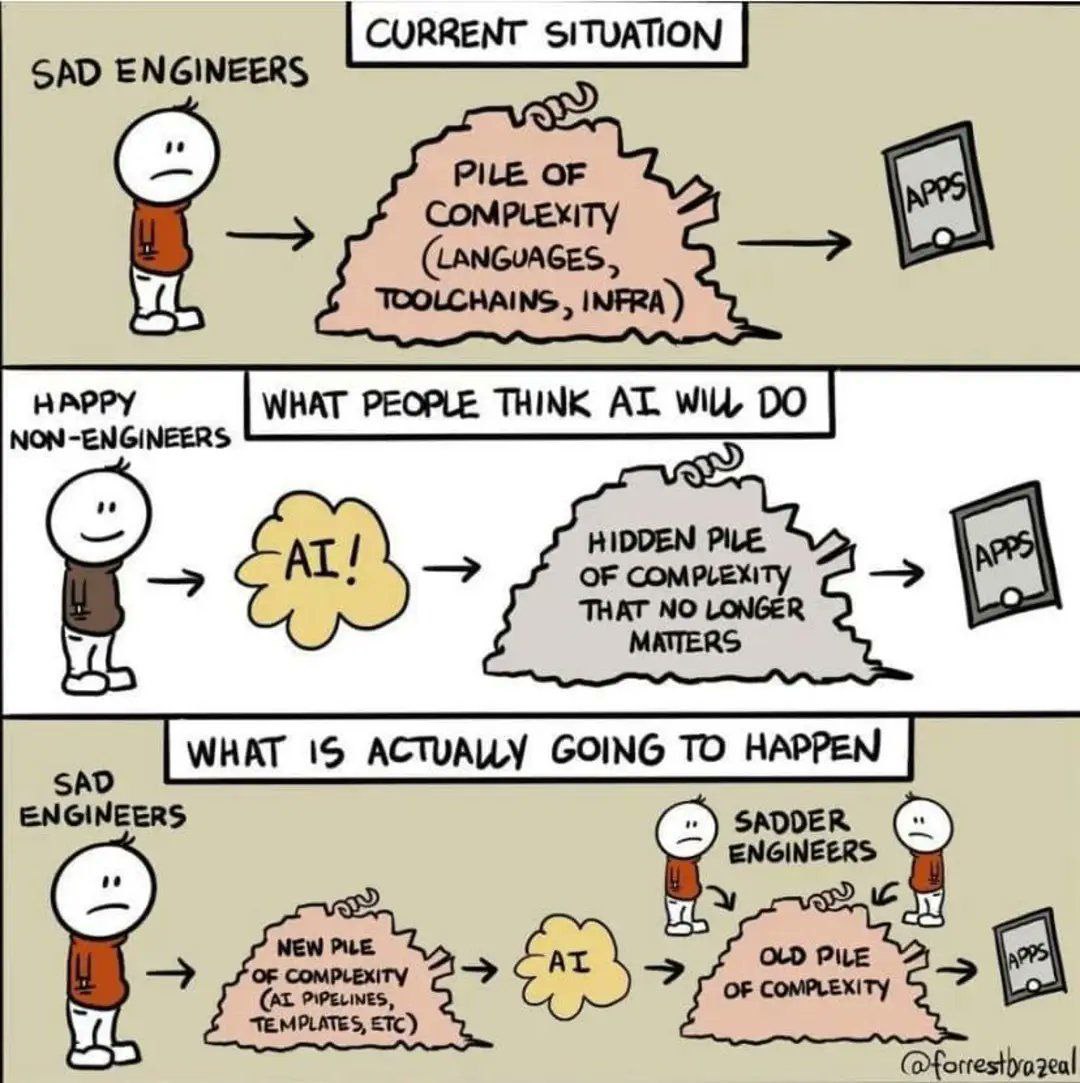 CURRENT SITUATION
SAD ENGINEERS
PILE OF
COMPLEXITY
(LANGUAGES,
TOOLCHAINS, INFRA)
APPS
WHAT PEOPLE THINK AI WILL DO
HAPPY
NON-ENGINEERS
AI!
HIDDEN PILE
OF COMPLEXITY
THAT NO LONGER
MATTERS
APPS
WHAT IS ACTUALLY GOING TO HAPPEN
SAD
ENGINEERS
NEW PILE
OF COMPLEXITY
(AI PIPELINES,
TEMPLATES, ETC)
AI
SADDER
ENGINEERS
OLD PILE
OF COMPLEXITY
APPS
@forrestbrazeal